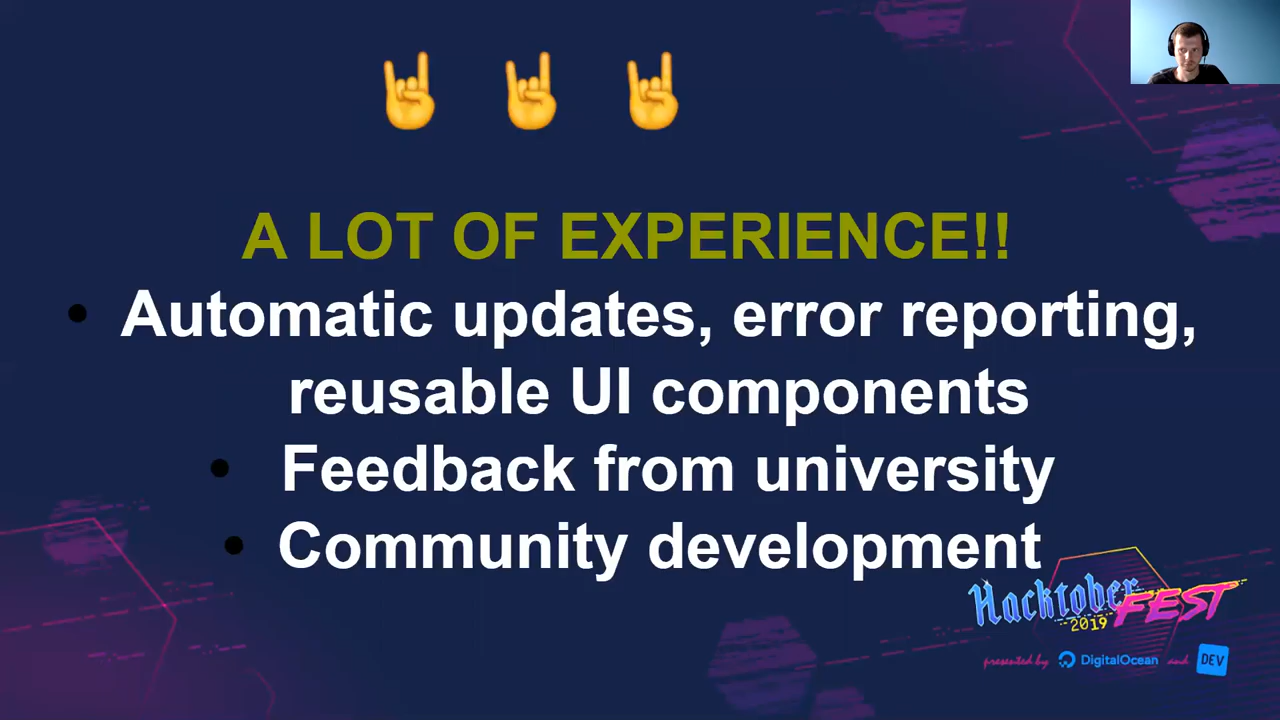 A LOT OF EXPERIENCE!!
• Automatic updates, error reporting,
reusable UI components
• Feedback from university
• Community development
Hacktober
FEST
2019
presented by DigitalOcean and DEV